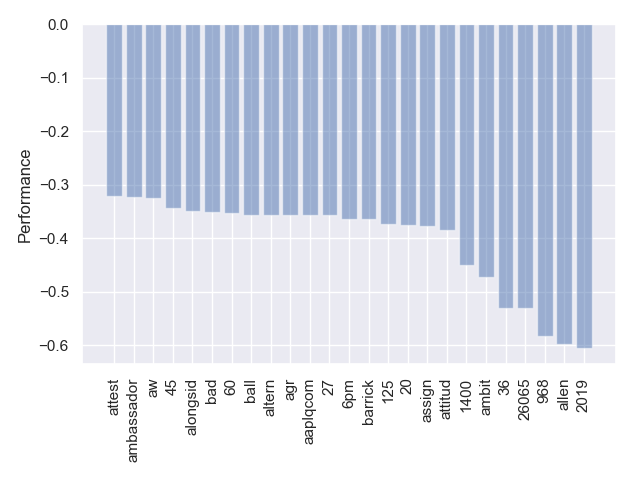 0.0
−0.1
−0.2
−0.3
−0.4
−0.5
−0.6
Performance
attest
ambassador
aw
45
alongsid
bad
60
ball
altern
agr
aaplqcom
27
6pm
barrick
125
20
assign
attitud
1400
ambit
36
26065
968
allen
2019